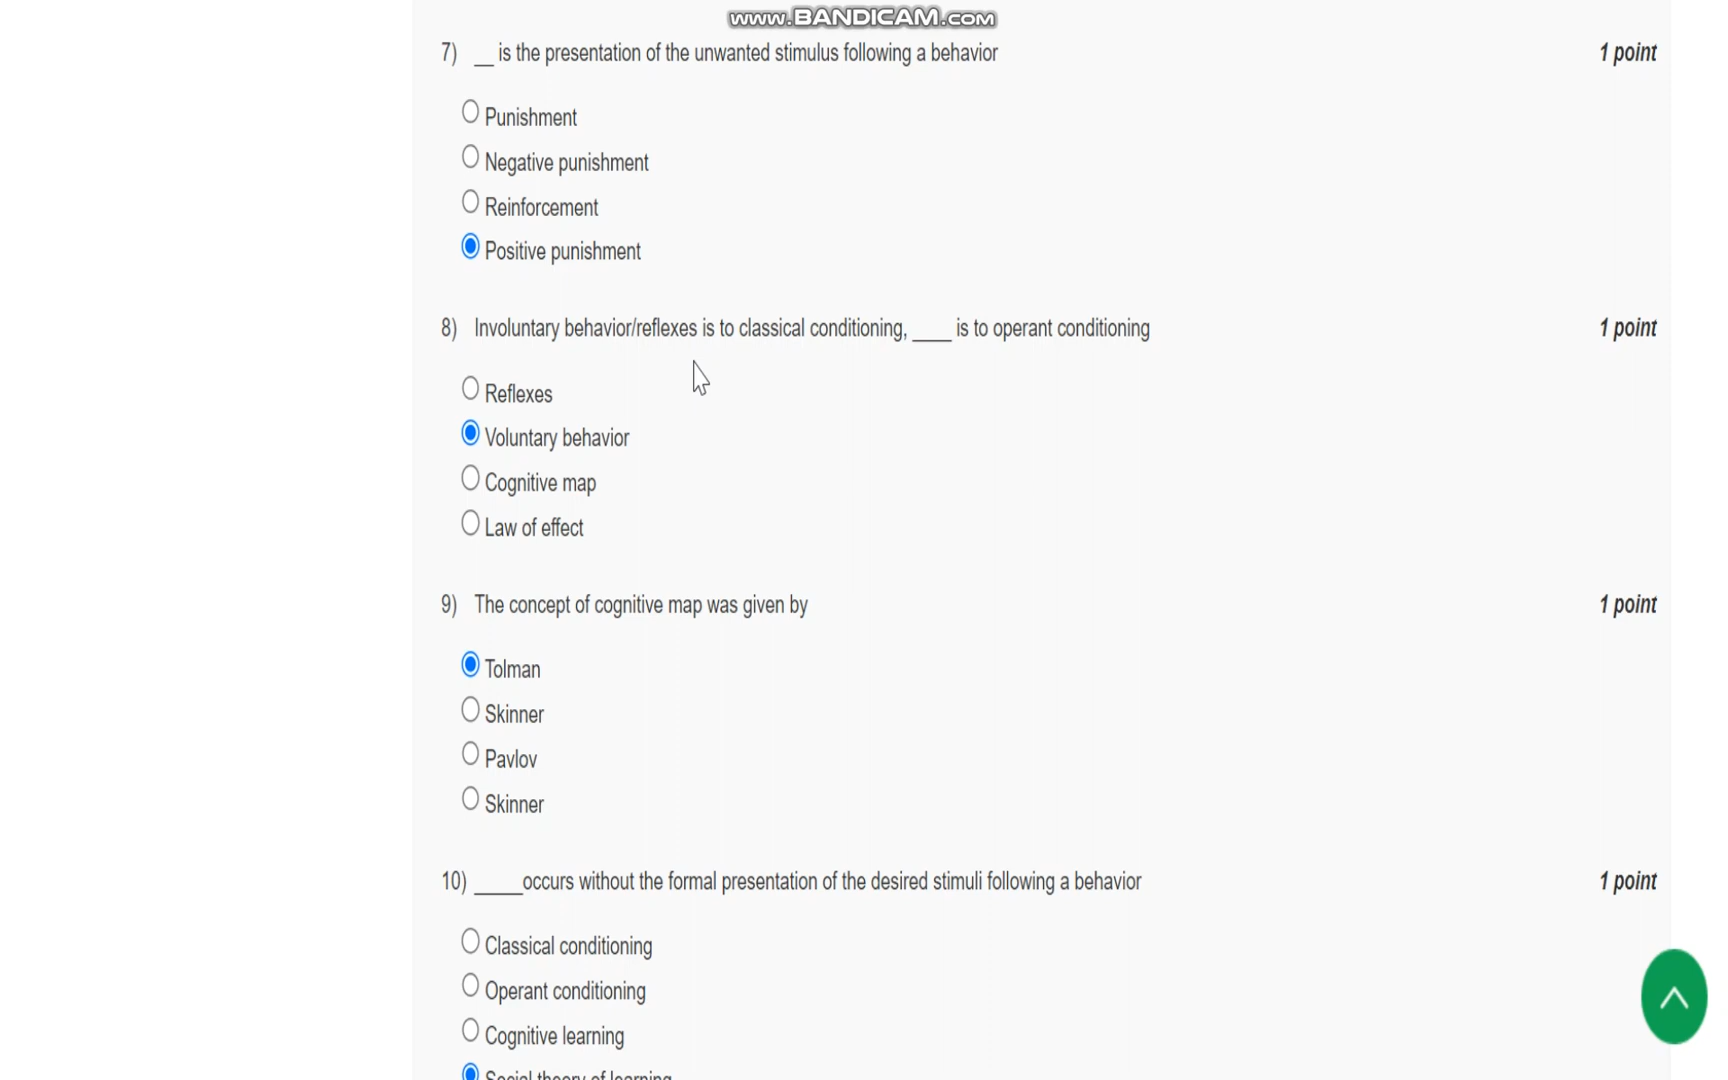 www.BANDICAM.com
7) __ is the presentation of the unwanted stimulus following a behavior 1 point
Punishment
Negative punishment
Reinforcement
Positive punishment
8) Involuntary behavior/reflexes is to classical conditioning, ____ is to operant conditioning 1 point
Reflexes
Voluntary behavior
Cognitive map
Law of effect
9) The concept of cognitive map was given by 1 point
Tolman
Skinner
Pavlov
Skinner
10) _____occurs without the formal presentation of the desired stimuli following a behavior 1 point
Classical conditioning
Operant conditioning
Cognitive learning
Social theory of learning